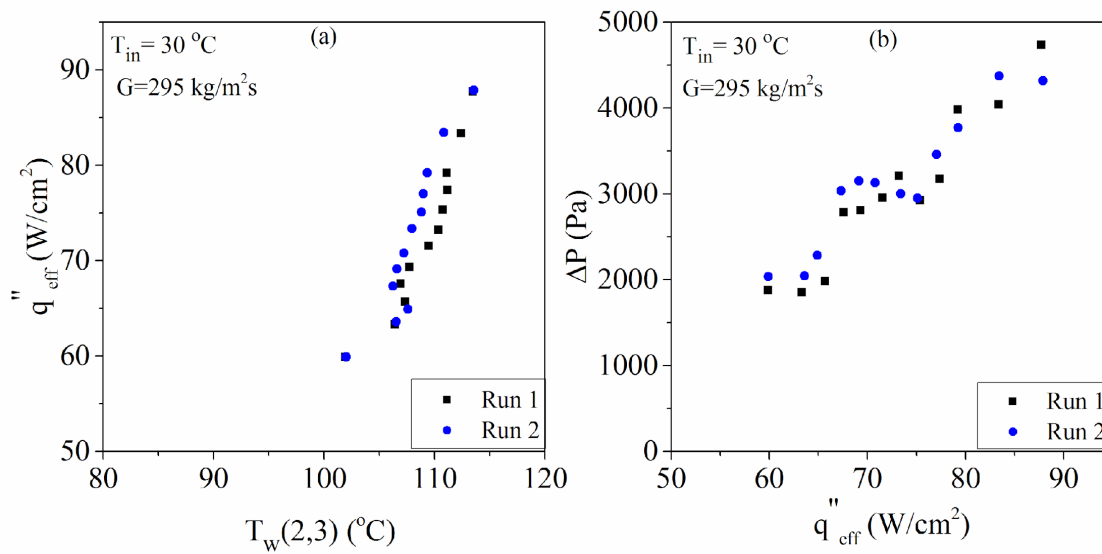 T_in= 30 °C
(a)
G=295 kg/m²s
90
80
70
60
50
q''_eff (W/cm²)
80
90
100
110
120
T_W(2,3) (°C)
Run 1
Run 2
T_in= 30 °C
(b)
G=295 kg/m²s
5000
4000
3000
2000
1000
0
ΔP (Pa)
50
60
70
80
90
q''_eff (W/cm²)
Run 1
Run 2